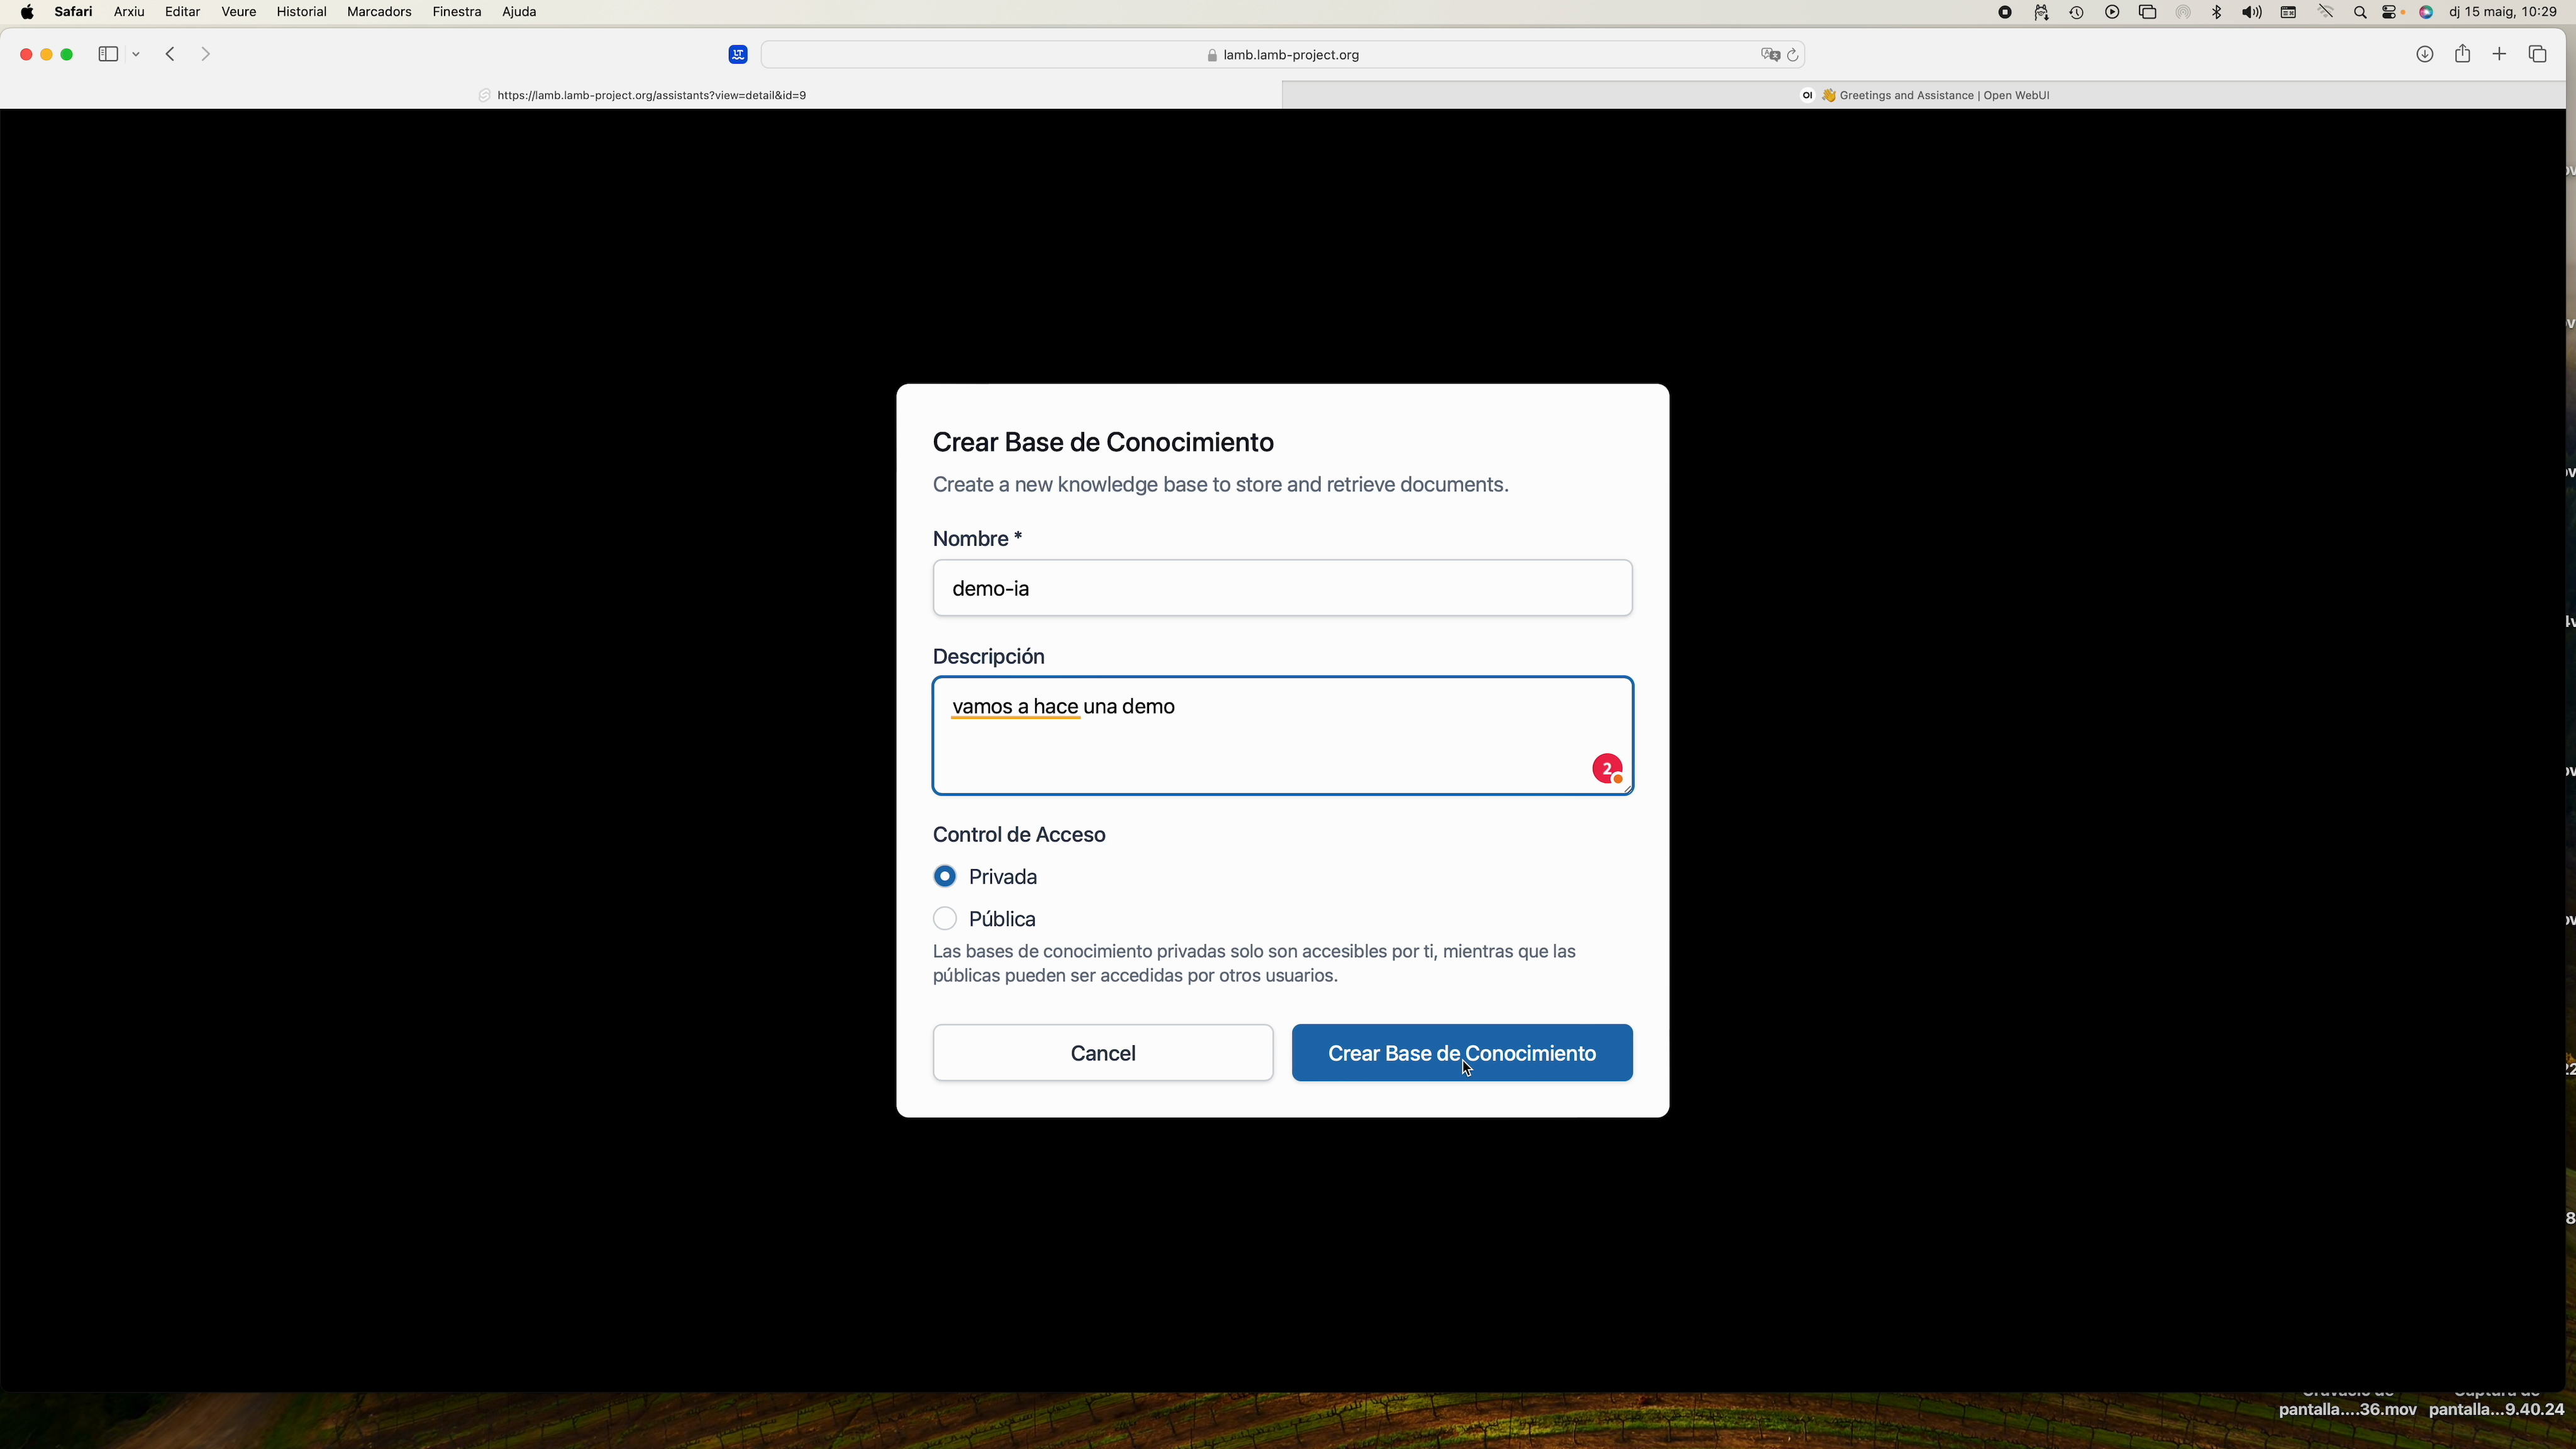 Safari Arxiu Editar Veure Historial Marcadors Finestra Ajuda
dj 15 maig, 10:29
lamb.lamb-project.org
https://lamb.lamb-project.org/assistants?view=detail&id=9
OI 👋 Greetings and Assistance | Open WebUI
Crear Base de Conocimiento
Create a new knowledge base to store and retrieve documents.
Nombre *
demo-ia
Descripción
vamos a hace una demo
2
Control de Acceso
Privada
Pública
Las bases de conocimiento privadas solo son accesibles por ti, mientras que las
públicas pueden ser accedidas por otros usuarios.
Cancel
Crear Base de Conocimiento
pantalla....36.mov pantalla...9.40.24